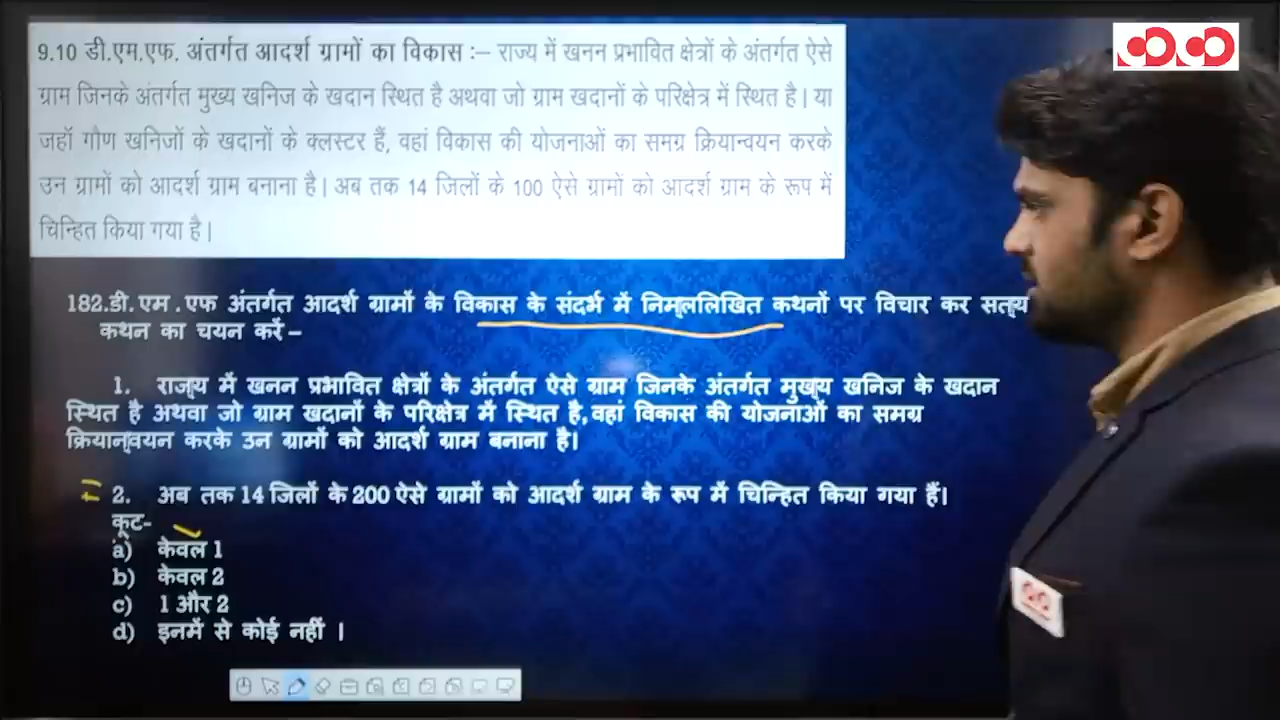 9.10 डी.एम.एफ. अंतर्गत आदर्श ग्रामों का विकास :– राज्य में खनन प्रभावित क्षेत्रों के अंतर्गत ऐसे
ग्राम जिनके अंतर्गत मुख्य खनिज के खदान स्थित है अथवा जो ग्राम खदानों के परिक्षेत्र में स्थित है। या
जहॉ गौण खनिजों के खदानों के क्लस्टर हैं, वहां विकास की योजनाओं का समग्र क्रियान्वयन करके
उन ग्रामों को आदर्श ग्राम बनाना है। अब तक 14 जिलों के 100 ऐसे ग्रामों को आदर्श ग्राम के रूप में
चिन्हित किया गया है।
182.डी.एम.एफ अंतर्गत आदर्श ग्रामों के विकास के संदर्भ में निम्‍नलिखित कथनों पर विचार कर सत्‍य
कथन का चयन करें –
1. राज्‍य में खनन प्रभावित क्षेत्रों के अंतर्गत ऐसे ग्राम जिनके अंतर्गत मुख्‍य खनिज के खदान
स्थित है अथवा जो ग्राम खदानों के परिक्षेत्र में स्थित है, वहां विकास की योजनाओं का समग्र
क्रियान्‍वयन करके उन ग्रामों को आदर्श ग्राम बनाना है।
2. अब तक 14 जिलों के 200 ऐसे ग्रामों को आदर्श ग्राम के रूप में चिन्हित किया गया हैं।
कूट-
a) केवल 1
b) केवल 2
c) 1 और 2
d) इनमें से कोई नहीं ।